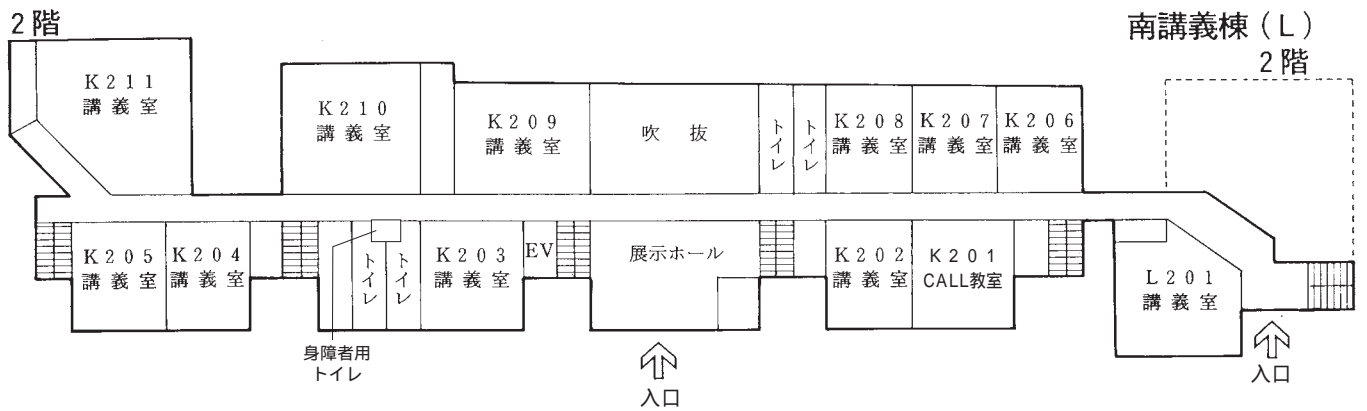 2階
南講義棟(L)
2階
K211
講義室
K210
講義室
K209
講義室
吹 抜
トイレ
トイレ
K208
講義室
K207
講義室
K206
講義室
K205
講義室
K204
講義室
トイレ
トイレ
K203
講義室
EV
展示ホール
K202
講義室
K201
CALL教室
L201
講義室
身障者用
トイレ
入口
入口